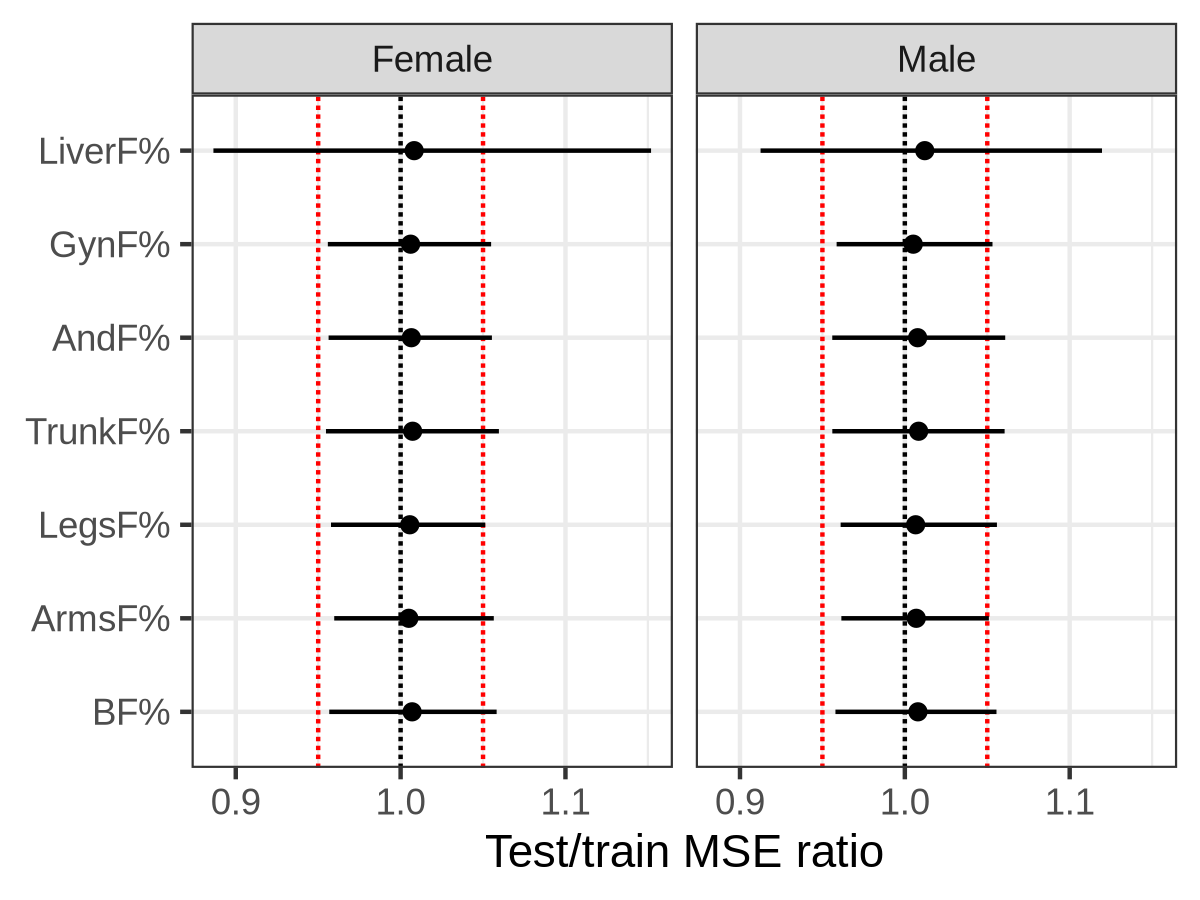 Female
Male
LiverF%
GynF%
AndF%
TrunkF%
LegsF%
ArmsF%
BF%
0.9 1.0 1.1
0.9 1.0 1.1
Test/train MSE ratio